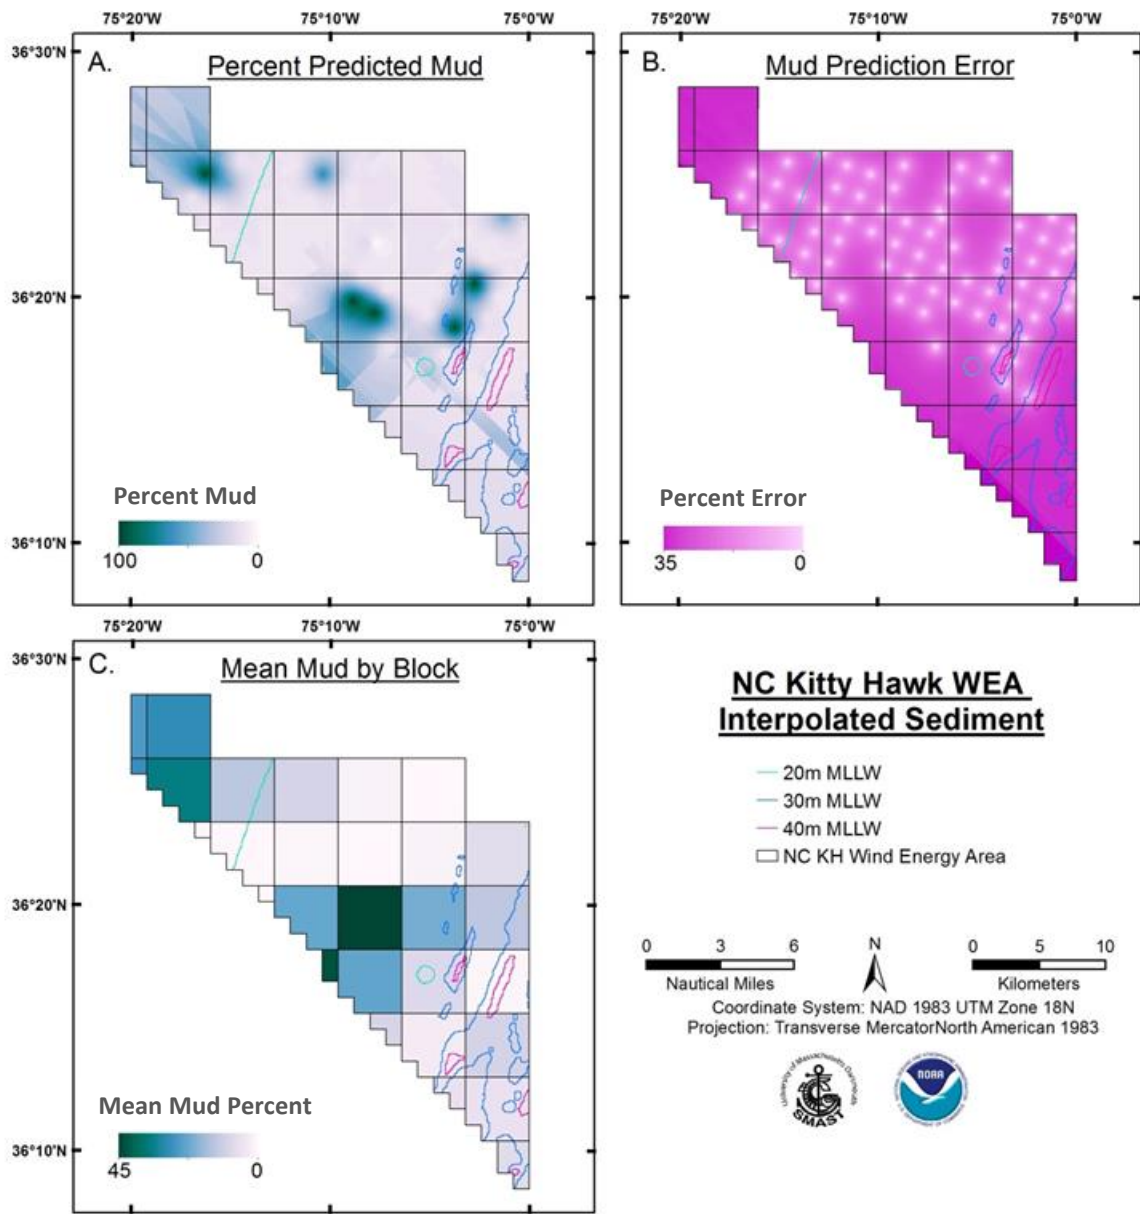 75°20'W 75°10'W 75°0'W
75°20'W 75°10'W 75°0'W
36°30'N
A.
Percent Predicted Mud
B.
Mud Prediction Error
36°20'N
Percent Mud
100 0
Percent Error
35 0
36°10'N
75°20'W 75°10'W 75°0'W
36°30'N
C.
Mean Mud by Block
36°20'N
Mean Mud Percent
45 0
36°10'N
NC Kitty Hawk WEA
Interpolated Sediment
20m MLLW
30m MLLW
40m MLLW
NC KH Wind Energy Area
0 3 6
Nautical Miles
N
0 5 10
Kilometers
Coordinate System: NAD 1983 UTM Zone 18N
Projection: Transverse MercatorNorth American 1983
University of Massachusetts Dartmouth
SMAST
NOAA